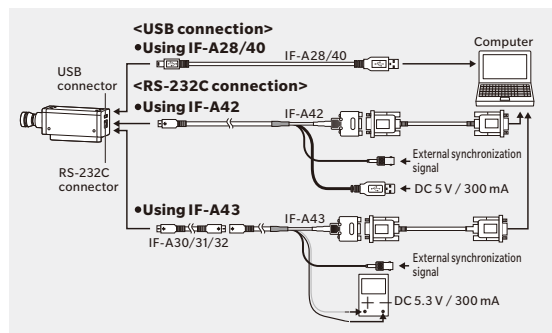 <USB connection>
•Using IF-A28/40
IF-A28/40
Computer
USB
connector
<RS-232C connection>
•Using IF-A42
IF-A42
RS-232C
connector
External synchronization
signal
DC 5 V / 300 mA
•Using IF-A43
IF-A43
IF-A30/31/32
External synchronization
signal
DC 5.3 V / 300 mA